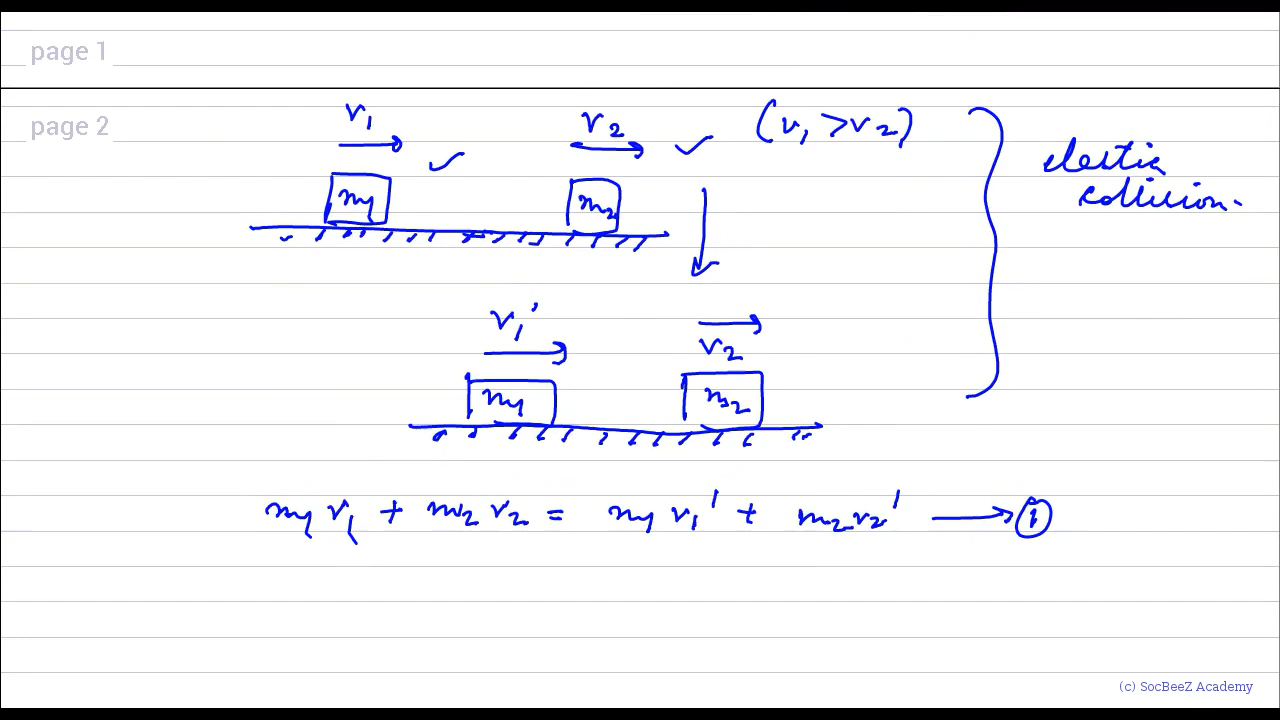 page 1
page 2
v₁ v₂ (v₁ > v₂)
elastic
collision.
m₁ m₂
v₁' v₂
m₁ m₂
m₁ v₁ + m₂ v₂ = m₁ v₁' + m₂ v₂' ⟶ ①
(c) SocBeeZ Academy